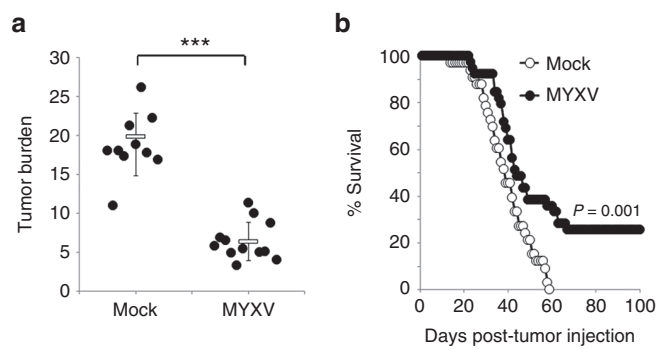 a
***
30
25
20
15
10
5
0
Tumor burden
Mock MYXV
b
100
80
60
40
20
0
% Survival
Mock
MYXV
P = 0.001
0 20 40 60 80 100
Days post-tumor injection